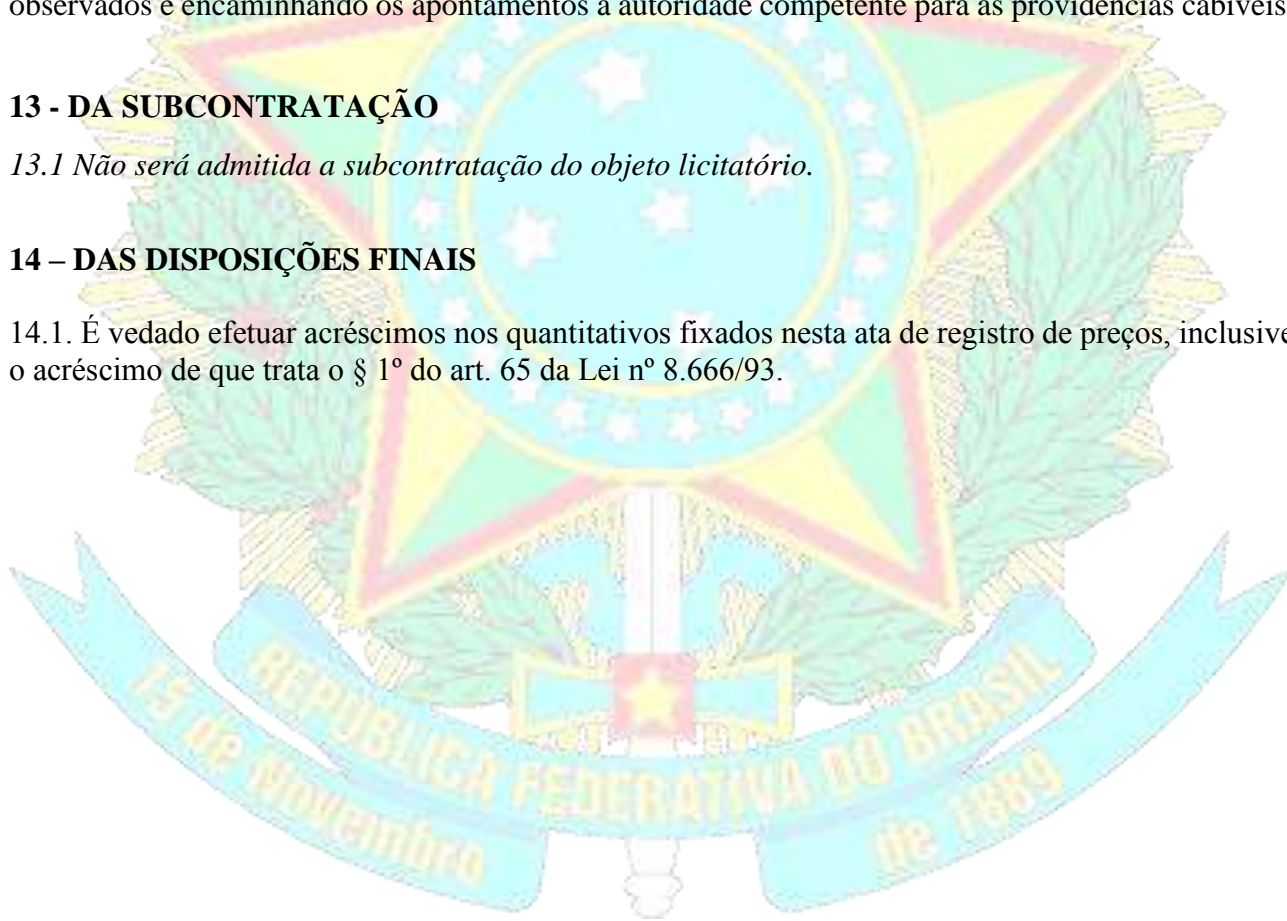 observados e encaminhando os apontamentos à autoridade competente para as providências cabíveis
13 - DA SUBCONTRATAÇÃO
13.1 Não será admitida a subcontratação do objeto licitatório.
14 – DAS DISPOSIÇÕES FINAIS
14.1. É vedado efetuar acréscimos nos quantitativos fixados nesta ata de registro de preços, inclusive
o acréscimo de que trata o § 1º do art. 65 da Lei nº 8.666/93.
REPÚBLICA FEDERATIVA DO BRASIL
15 de Novembro
de 1889